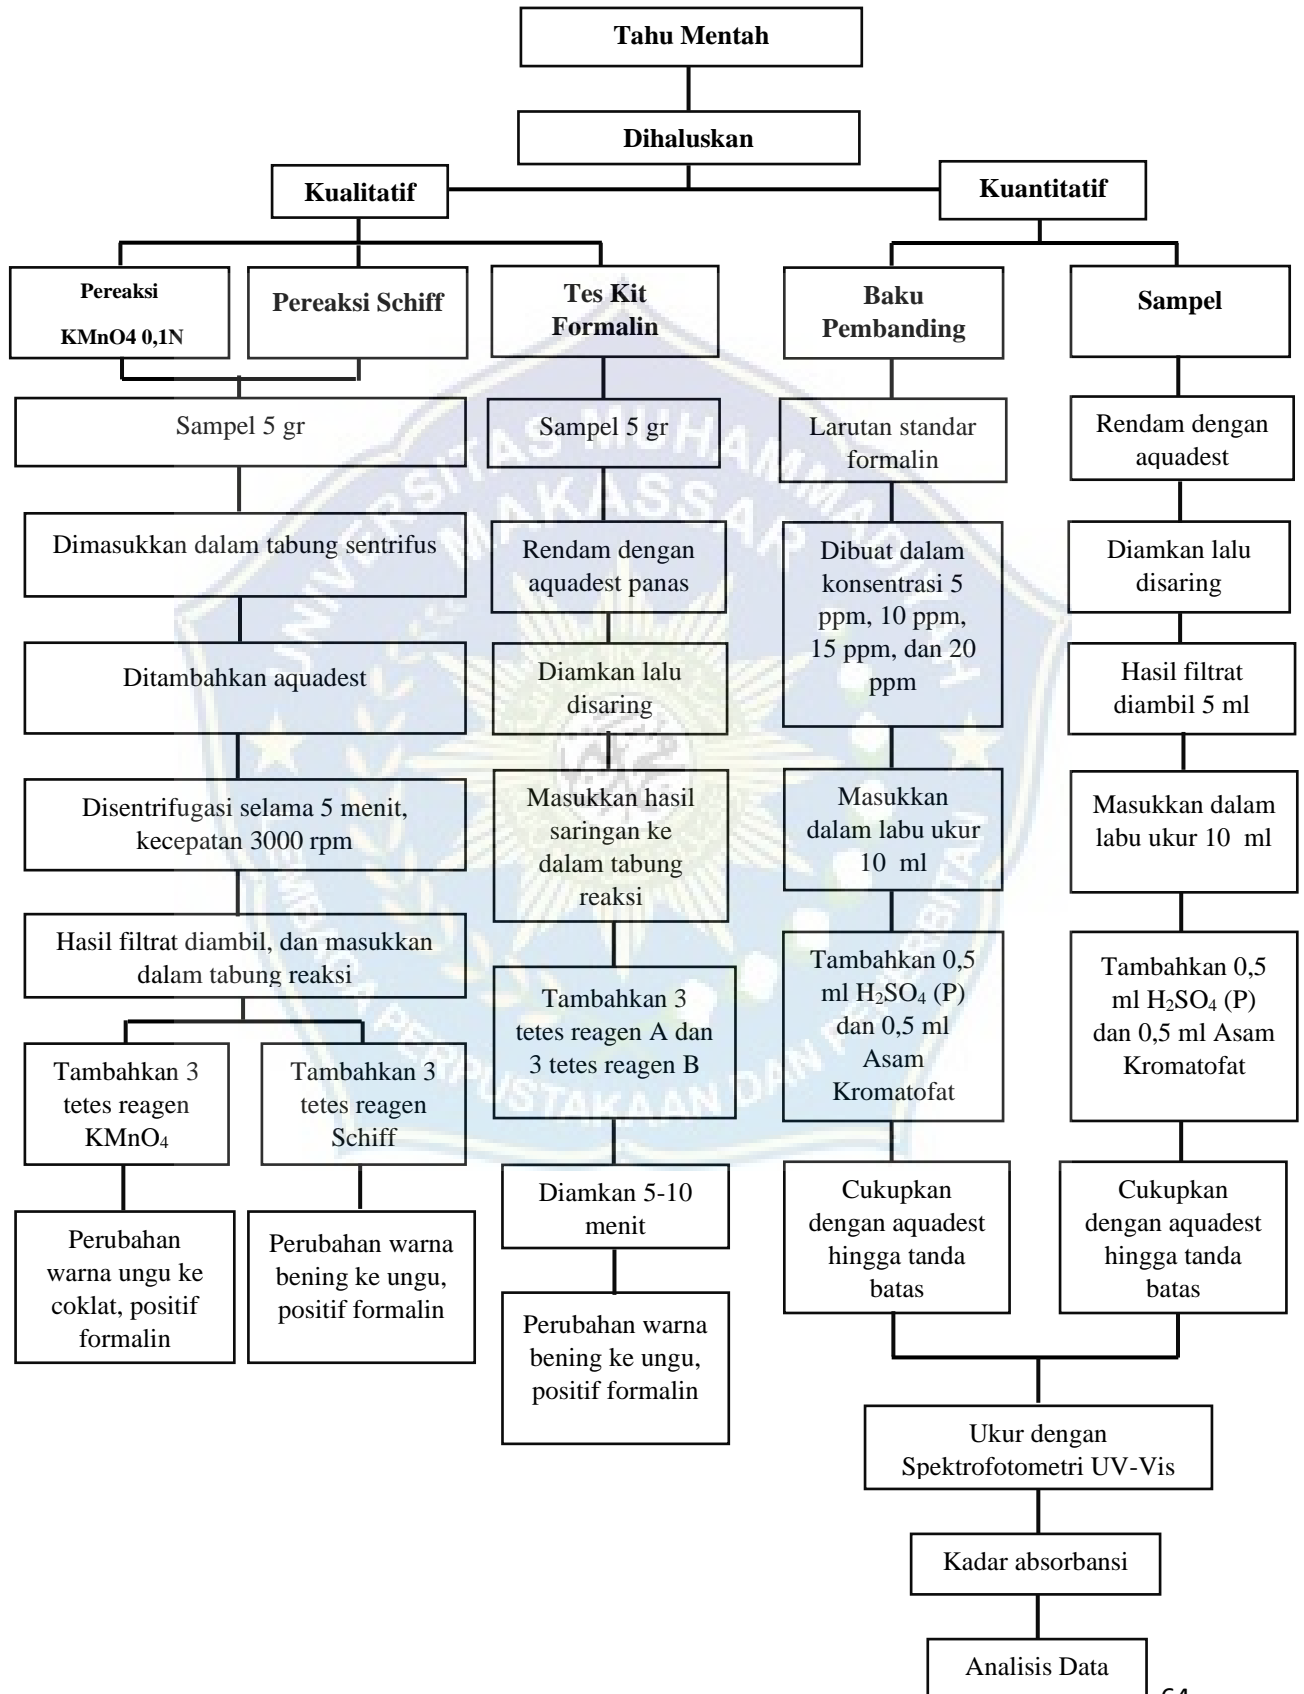 Tahu Mentah
Dihaluskan
Kualitatif
Kuantitatif
Pereaksi
KMnO4 0,1N
Pereaksi Schiff
Tes Kit
Formalin
Baku
Pembanding
Sampel
Sampel 5 gr
Dimasukkan dalam tabung sentrifus
Ditambahkan aquadest
Disentrifugasi selama 5 menit,
kecepatan 3000 rpm
Hasil filtrat diambil, dan masukkan
dalam tabung reaksi
Tambahkan 3
tetes reagen
KMnO₄
Perubahan
warna ungu ke
coklat, positif
formalin
Tambahkan 3
tetes reagen
Schiff
Perubahan warna
bening ke ungu,
positif formalin
Sampel 5 gr
Rendam dengan
aquadest panas
Diamkan lalu
disaring
Masukkan hasil
saringan ke
dalam tabung
reaksi
Tambahkan 3
tetes reagen A dan
3 tetes reagen B
Diamkan 5-10
menit
Perubahan warna
bening ke ungu,
positif formalin
Larutan standar
formalin
Dibuat dalam
konsentrasi 5
ppm, 10 ppm,
15 ppm, dan 20
ppm
Masukkan
dalam labu ukur
10 ml
Tambahkan 0,5
ml H₂SO₄ (P)
dan 0,5 ml
Asam
Kromatofat
Cukupkan
dengan aquadest
hingga tanda
batas
Rendam dengan
aquadest
Diamkan lalu
disaring
Hasil filtrat
diambil 5 ml
Masukkan dalam
labu ukur 10 ml
Tambahkan 0,5
ml H₂SO₄ (P)
dan 0,5 ml Asam
Kromatofat
Cukupkan
dengan aquadest
hingga tanda
batas
Ukur dengan
Spektrofotometri UV-Vis
Kadar absorbansi
Analisis Data
UNIVERSITAS MUHAMMADIYAH
MAKASSAR
LEMBAGA PERPUSTAKAAN DAN PENERBITAN